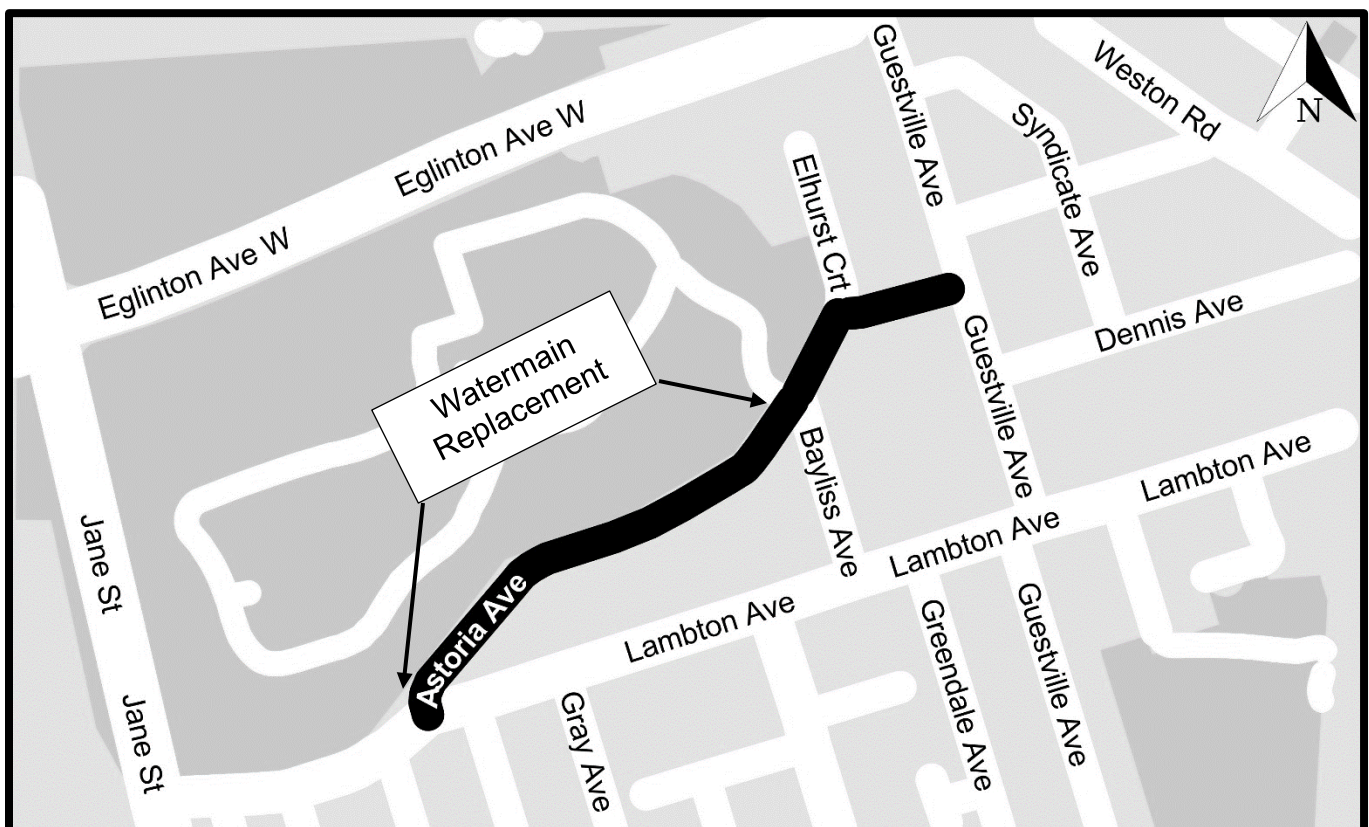 Guestville Ave
Weston Rd
N
Eglinton Ave W
Syndicate Ave
Elhurst Crt
Eglinton Ave W
Dennis Ave
Watermain
Replacement
Guestville Ave
Bayliss Ave
Lambton Ave
Jane St
Lambton Ave
Astoria Ave
Lambton Ave
Guestville Ave
Greendale Ave
Jane St
Gray Ave